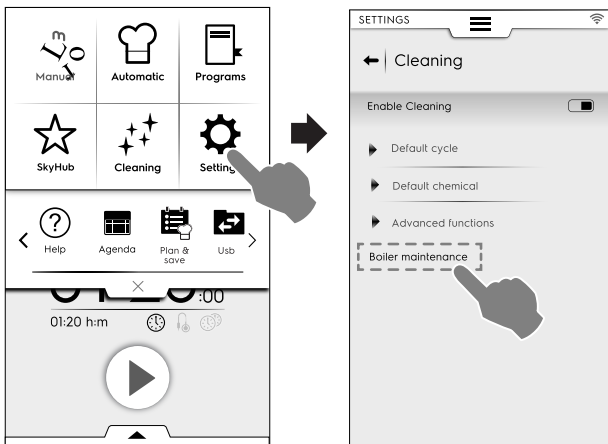 Manual
Automatic
Programs
SkyHub
Cleaning
Setting
Help
Agenda
Plan &
save
Usb
:00
01:20 h:m
SETTINGS
Cleaning
Enable Cleaning
Default cycle
Default chemical
Advanced functions
Boiler maintenance